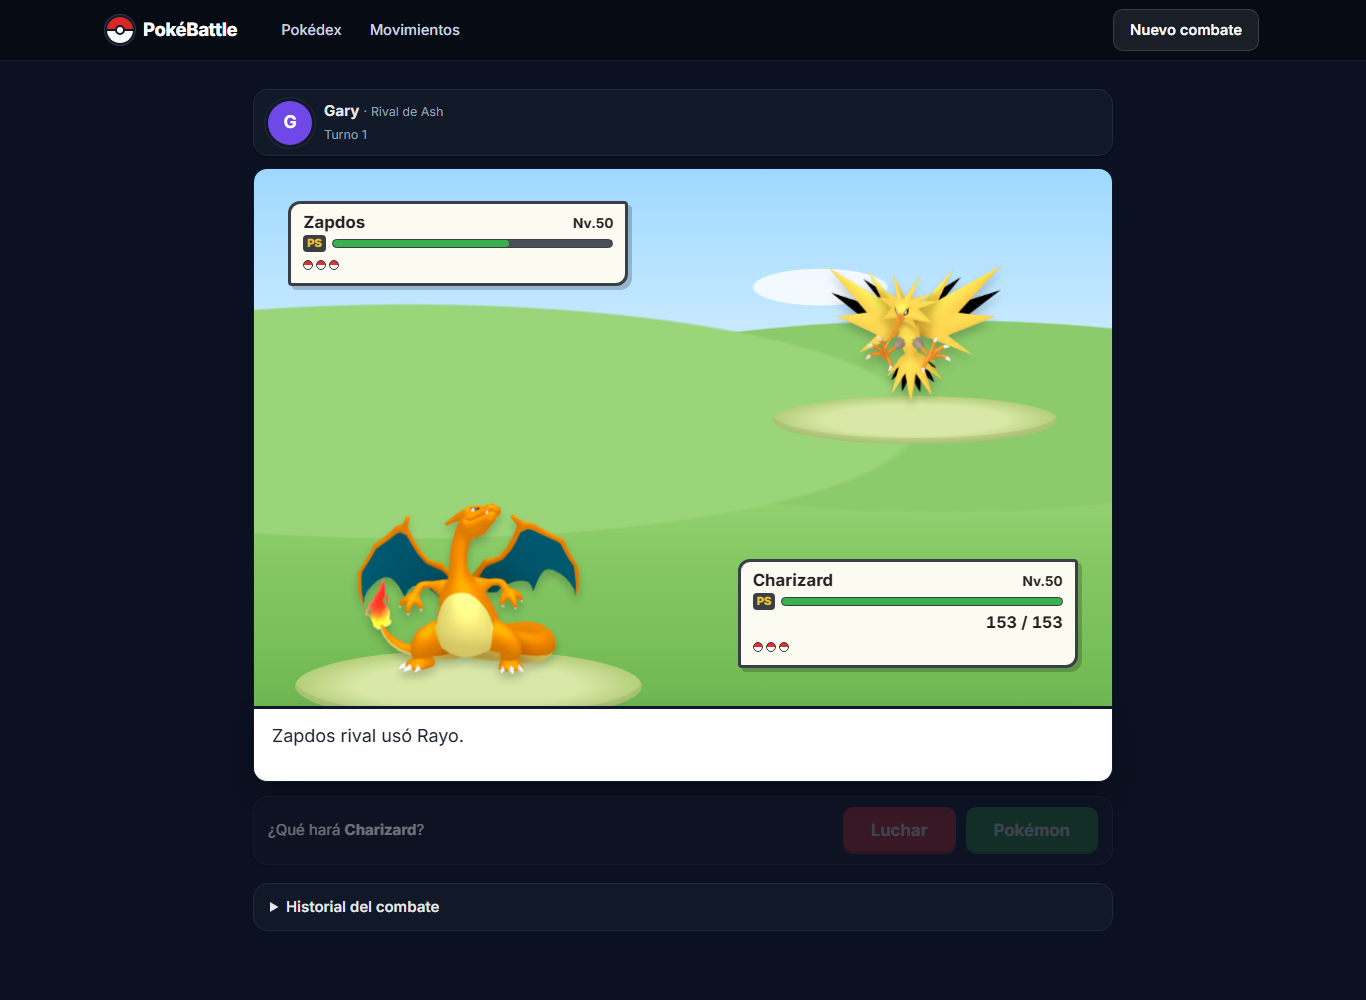 PokéBattle Pokédex Movimientos Nuevo combate
G
Gary · Rival de Ash
Turno 1
Zapdos Nv.50
PS
Charizard Nv.50
PS
153 / 153
Zapdos rival usó Rayo.
¿Qué hará Charizard? Luchar Pokémon
Historial del combate